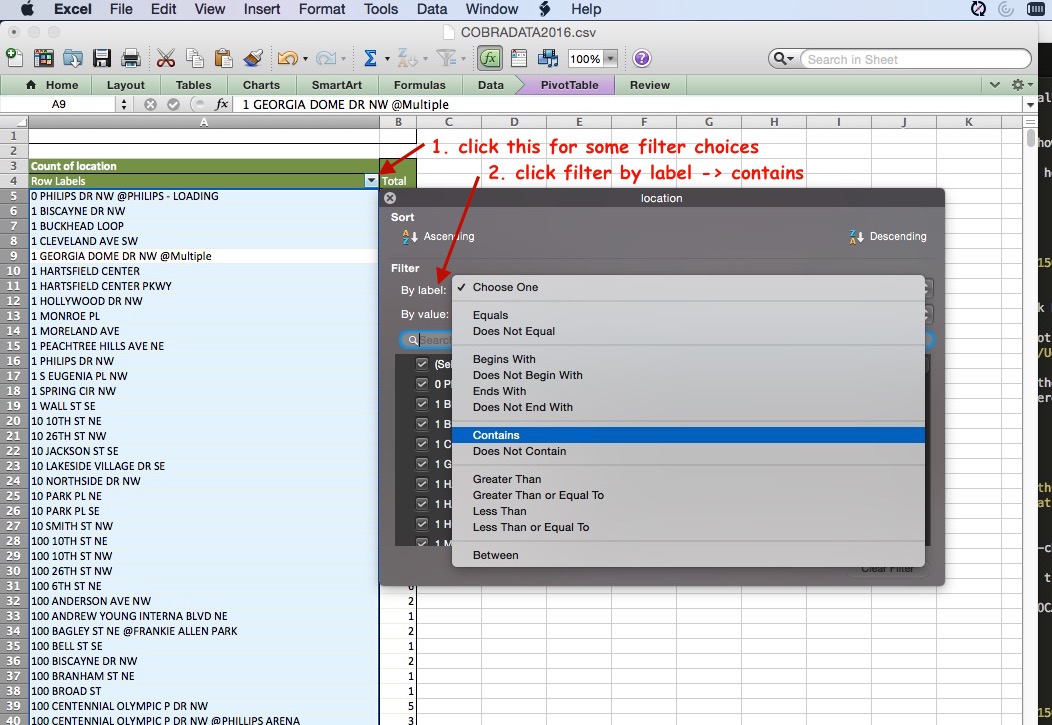 Excel File Edit View Insert Format Tools Data Window Help
COBRADATA2016.csv
100%
Search in Sheet
Home Layout Tables Charts SmartArt Formulas Data PivotTable Review
A9 fx 1 GEORGIA DOME DR NW @Multiple
A B C D E F G H I J K
1
2
3 Count of location
4 Row Labels Total
1. click this for some filter choices
2. click filter by label -> contains
5 0 PHILIPS DR NW @PHILIPS - LOADING
6 1 BISCAYNE DR NW
7 1 BUCKHEAD LOOP
8 1 CLEVELAND AVE SW
9 1 GEORGIA DOME DR NW @Multiple
10 1 HARTSFIELD CENTER
11 1 HARTSFIELD CENTER PKWY
12 1 HOLLYWOOD DR NW
13 1 MONROE PL
14 1 MORELAND AVE
15 1 PEACHTREE HILLS AVE NE
16 1 PHILIPS DR NW
17 1 S EUGENIA PL NW
18 1 SPRING CIR NW
19 1 WALL ST SE
20 10 10TH ST NE
21 10 26TH ST NW
22 10 JACKSON ST SE
23 10 LAKESIDE VILLAGE DR SE
24 10 NORTHSIDE DR NW
25 10 PARK PL NE
26 10 PARK PL SE
27 10 SMITH ST NW
28 100 10TH ST NE
29 100 10TH ST NW
30 100 26TH ST NW
31 100 6TH ST NE
32 100 ANDERSON AVE NW 2
33 100 ANDREW YOUNG INTERNA BLVD NE 1
34 100 BAGLEY ST NE @FRANKIE ALLEN PARK 2
35 100 BELL ST SE 1
36 100 BISCAYNE DR NW 2
37 100 BRANHAM ST NE 1
38 100 BROAD ST 1
39 100 CENTENNIAL OLYMPIC P DR NW 5
40 100 CENTENNIAL OLYMPIC P DR NW @PHILLIPS ARENA 3
location
Sort
Ascending Descending
Filter
By label:
By value:
Search
(Sel
0 P
1 B
1 B
1 C
1 G
1 H
1 H
1 H
1 M
Choose One
Equals
Does Not Equal
Begins With
Does Not Begin With
Ends With
Does Not End With
Contains
Does Not Contain
Greater Than
Greater Than or Equal To
Less Than
Less Than or Equal To
Between
Clear Filter